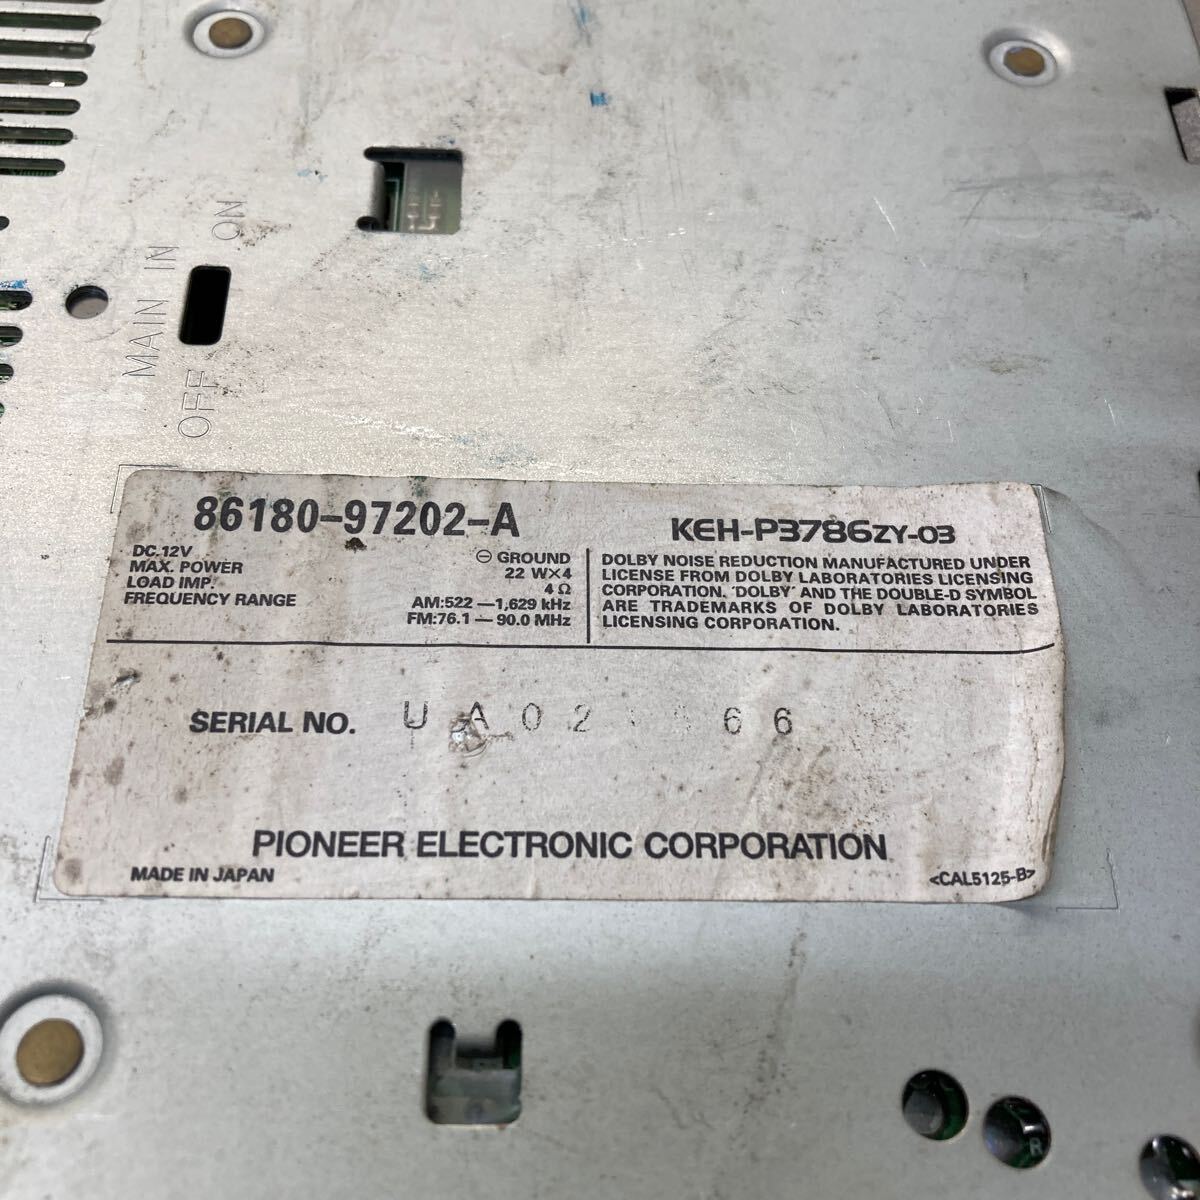 ON
MAIN IN
OFF
86180-97202-A
KEH-P3786ZY-03
DC.12V ⊖ GROUND
MAX. POWER 22 W×4
LOAD IMP. 4 Ω
FREQUENCY RANGE AM:522 — 1,629 kHz
FM:76.1 — 90.0 MHz
DOLBY NOISE REDUCTION MANUFACTURED UNDER
LICENSE FROM DOLBY LABORATORIES LICENSING
CORPORATION. "DOLBY" AND THE DOUBLE-D SYMBOL
ARE TRADEMARKS OF DOLBY LABORATORIES
LICENSING CORPORATION.
SERIAL NO. UA02 66
PIONEER ELECTRONIC CORPORATION
MADE IN JAPAN
<CAL5125-B>
R